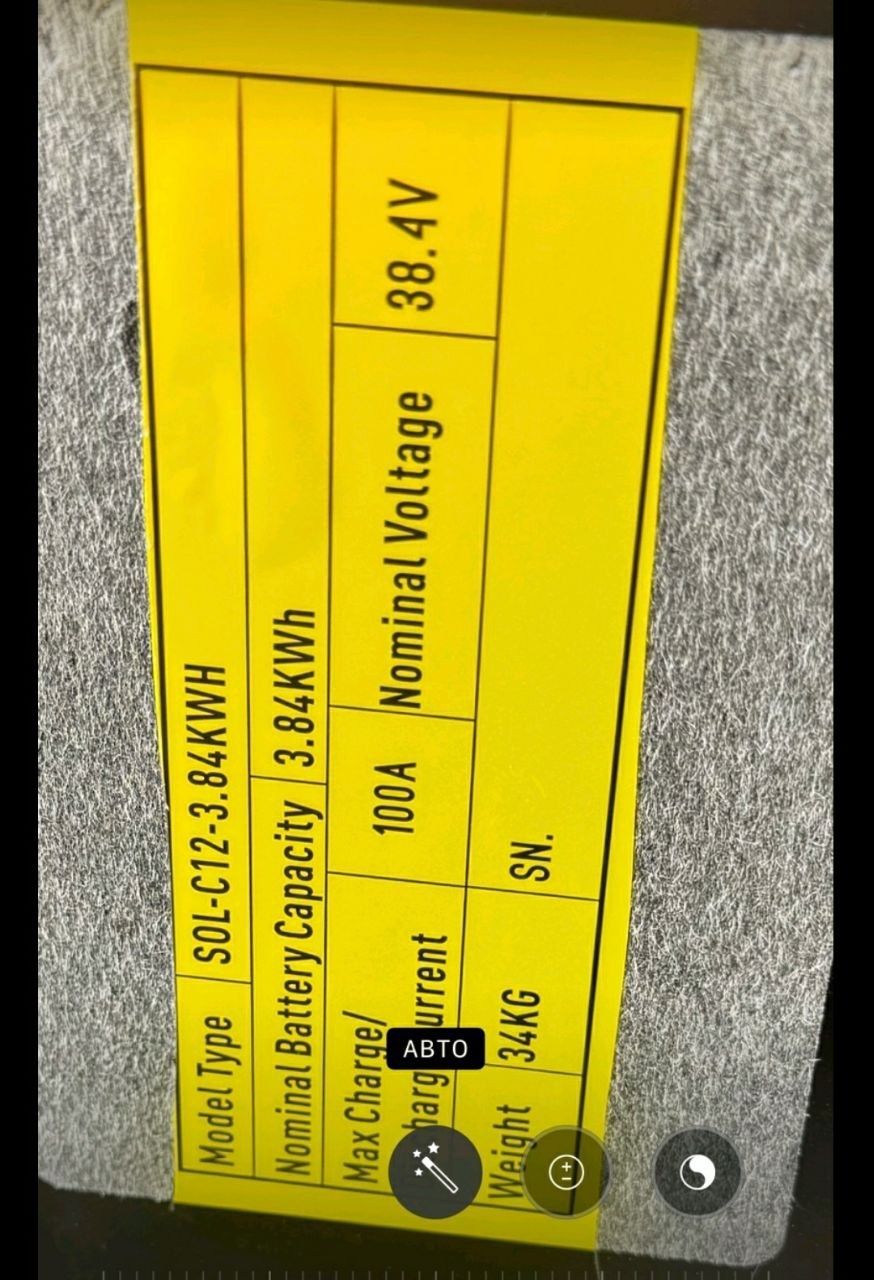 Model Type SOL-C12-3.84KWH
Nominal Battery Capacity 3.84KWh
Max Charge/
urrent 100A Nominal Voltage 38.4V
Weight 34KG SN.
АВТО